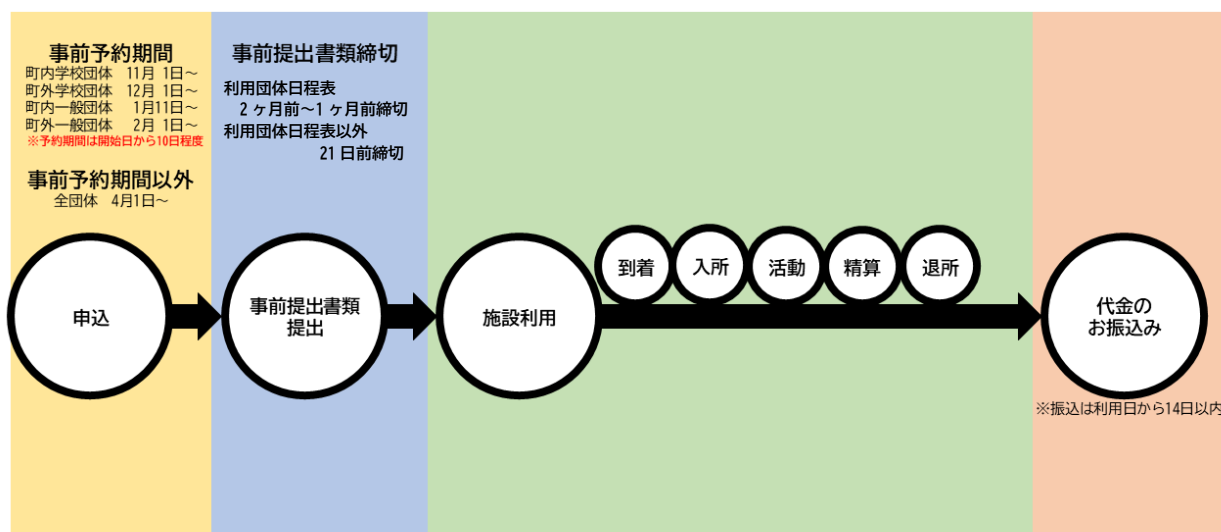 事前予約期間
町内学校団体 11月 1日～
町外学校団体 12月 1日～
町内一般団体 1月11日～
町外一般団体 2月 1日～
※予約期間は開始日から10日程度
事前予約期間以外
全団体 4月1日～
申込
事前提出書類締切
利用団体日程表
2ヶ月前～1ヶ月前締切
利用団体日程表以外
21日前締切
事前提出書類
提出
施設利用
到着
入所
活動
精算
退所
代金の
お振込み
※振込は利用日から14日以内